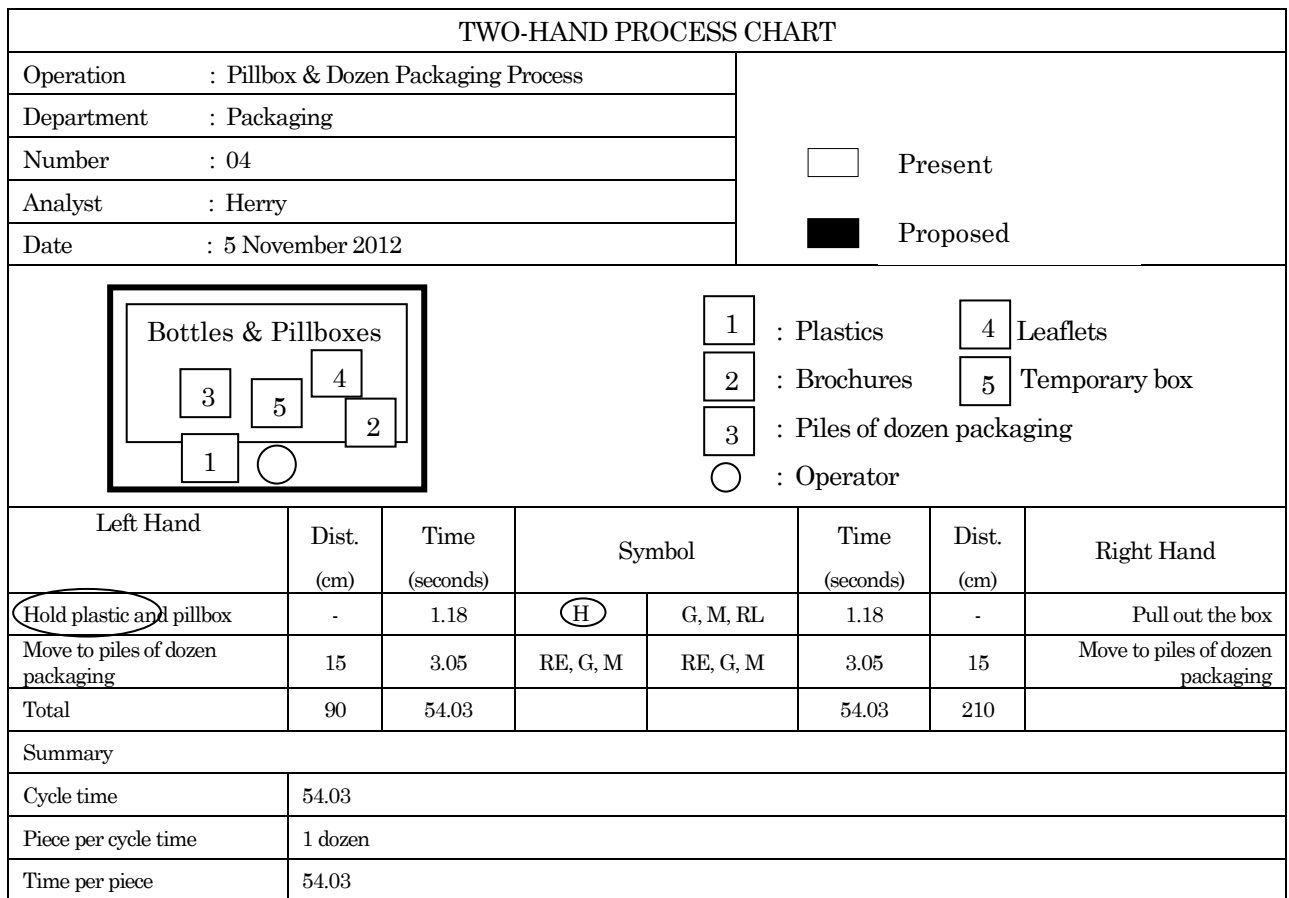 TWO-HAND PROCESS CHART
Operation : Pillbox & Dozen Packaging Process
Department : Packaging
Number : 04
Analyst : Herry
Date : 5 November 2012
Present
Proposed
Bottles & Pillboxes
3
5
4
2
1
1 : Plastics
4 Leaflets
2 : Brochures
5 Temporary box
3 : Piles of dozen packaging
: Operator
Left Hand Dist. (cm) Time (seconds) Symbol Time (seconds) Dist. (cm) Right Hand
Hold plastic and pillbox - 1.18 H G, M, RL 1.18 - Pull out the box
Move to piles of dozen packaging 15 3.05 RE, G, M RE, G, M 3.05 15 Move to piles of dozen packaging
Total 90 54.03 54.03 210
Summary
Cycle time 54.03
Piece per cycle time 1 dozen
Time per piece 54.03